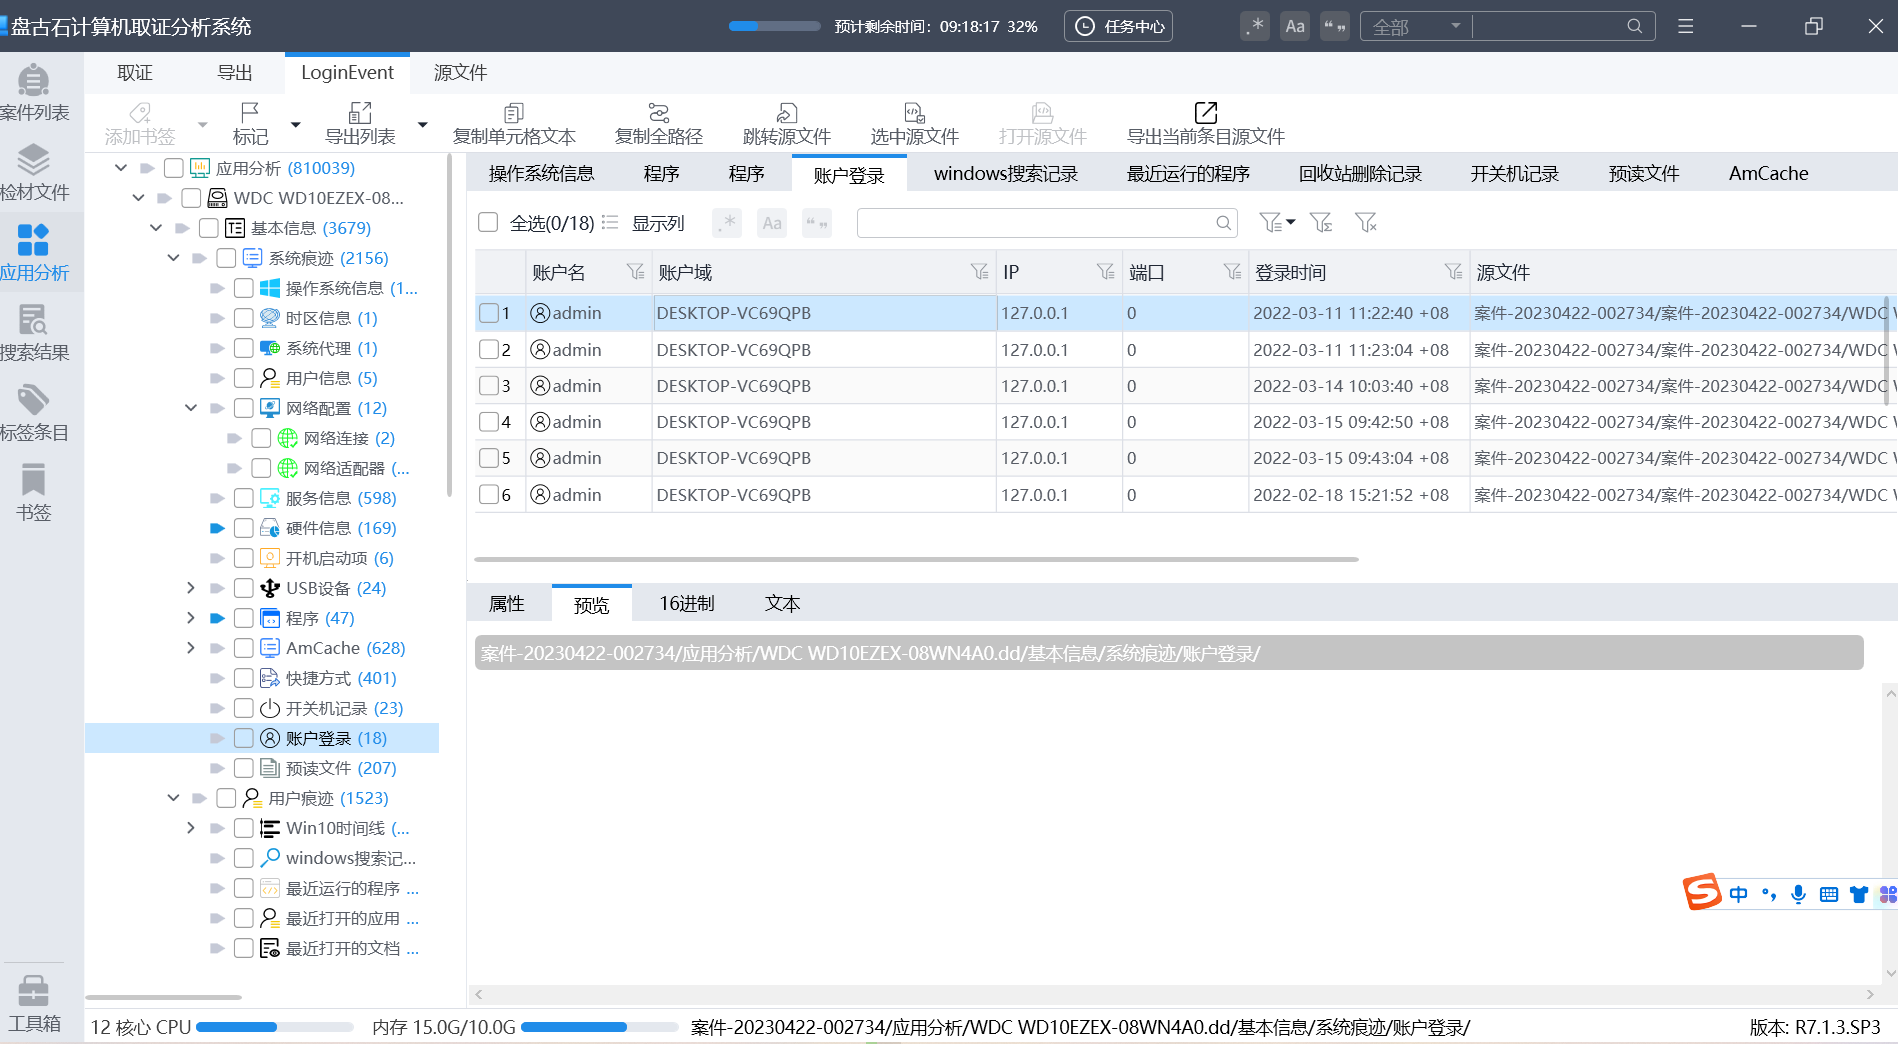 盘古石计算机取证分析系统
预计剩余时间：09:18:17 32%
任务中心
.* Aa “” 全部
取证 导出 LoginEvent 源文件
添加书签 标记 导出列表 复制单元格文本 复制全路径 跳转源文件 选中源文件 打开源文件 导出当前条目源文件
案件列表
检材文件
应用分析
搜索结果
标签条目
书签
工具箱
应用分析 (810039)
WDC WD10EZEX-08...
基本信息 (3679)
系统痕迹 (2156)
操作系统信息 (1...
时区信息 (1)
系统代理 (1)
用户信息 (5)
网络配置 (12)
网络连接 (2)
网络适配器 (...
服务信息 (598)
硬件信息 (169)
开机启动项 (6)
USB设备 (24)
程序 (47)
AmCache (628)
快捷方式 (401)
开关机记录 (23)
账户登录 (18)
预读文件 (207)
用户痕迹 (1523)
Win10时间线 (...
windows搜索记...
最近运行的程序 ...
最近打开的应用 ...
最近打开的文档 ...
操作系统信息 程序 程序 账户登录 windows搜索记录 最近运行的程序 回收站删除记录 开关机记录 预读文件 AmCache
全选(0/18) 显示列 .* Aa “”
账户名 账户域 IP 端口 登录时间 源文件
1 admin DESKTOP-VC69QPB 127.0.0.1 0 2022-03-11 11:22:40 +08 案件-20230422-002734/案件-20230422-002734/WDC W
2 admin DESKTOP-VC69QPB 127.0.0.1 0 2022-03-11 11:23:04 +08 案件-20230422-002734/案件-20230422-002734/WDC W
3 admin DESKTOP-VC69QPB 127.0.0.1 0 2022-03-14 10:03:40 +08 案件-20230422-002734/案件-20230422-002734/WDC W
4 admin DESKTOP-VC69QPB 127.0.0.1 0 2022-03-15 09:42:50 +08 案件-20230422-002734/案件-20230422-002734/WDC W
5 admin DESKTOP-VC69QPB 127.0.0.1 0 2022-03-15 09:43:04 +08 案件-20230422-002734/案件-20230422-002734/WDC W
6 admin DESKTOP-VC69QPB 127.0.0.1 0 2022-02-18 15:21:52 +08 案件-20230422-002734/案件-20230422-002734/WDC W
属性 预览 16进制 文本
案件-20230422-002734/应用分析/WDC WD10EZEX-08WN4A0.dd/基本信息/系统痕迹/账户登录/
中
12 核心 CPU 内存 15.0G/10.0G 案件-20230422-002734/应用分析/WDC WD10EZEX-08WN4A0.dd/基本信息/系统痕迹/账户登录/ 版本: R7.1.3.SP3